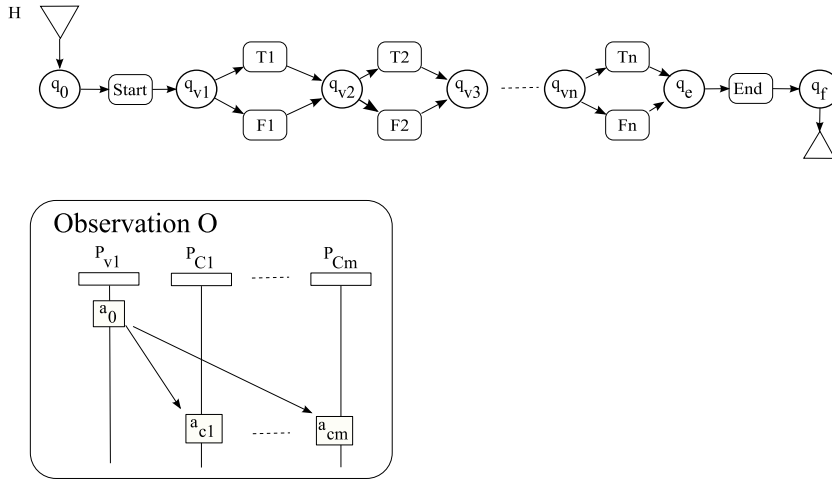 H
T1 T2 Tn
q0 Start qv1 qv2 qv3 qvn qe End qf
F1 F2 Fn
Observation O
Pv1 PC1 PCm
a0
ac1 acm